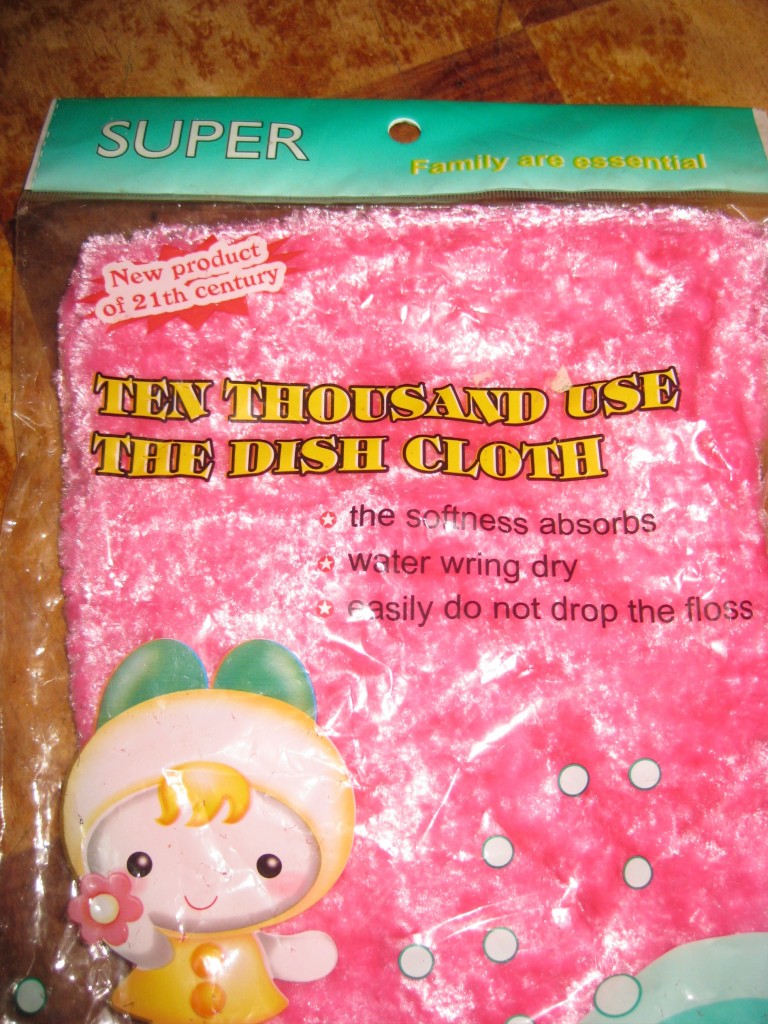 SUPER
Family are essential
New product
of 21th century
TEN THOUSAND USE
THE DISH CLOTH
the softness absorbs
water wring dry
easily do not drop the floss